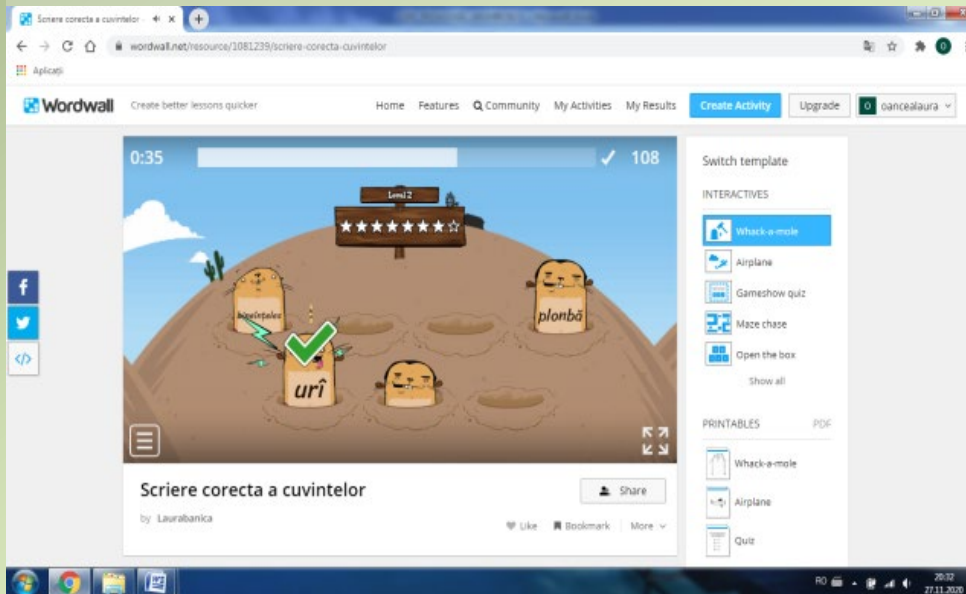 Scriere corecta a cuvintelor
wordwall.net/resource/1081239/scriere-corecta-cuvintelor
Aplicații
Wordwall Create better lessons quicker Home Features Community My Activities My Results Create Activity Upgrade oancealaura
0:35 108
Level 2
bineînțeles
plonbă
urî
Scriere corecta a cuvintelor
Share
by Laurabanica
Like Bookmark More
Switch template
INTERACTIVES
Whack-a-mole
Airplane
Gameshow quiz
Maze chase
Open the box
Show all
PRINTABLES PDF
Whack-a-mole
Airplane
Quiz
RO 20:32
27.11.2020